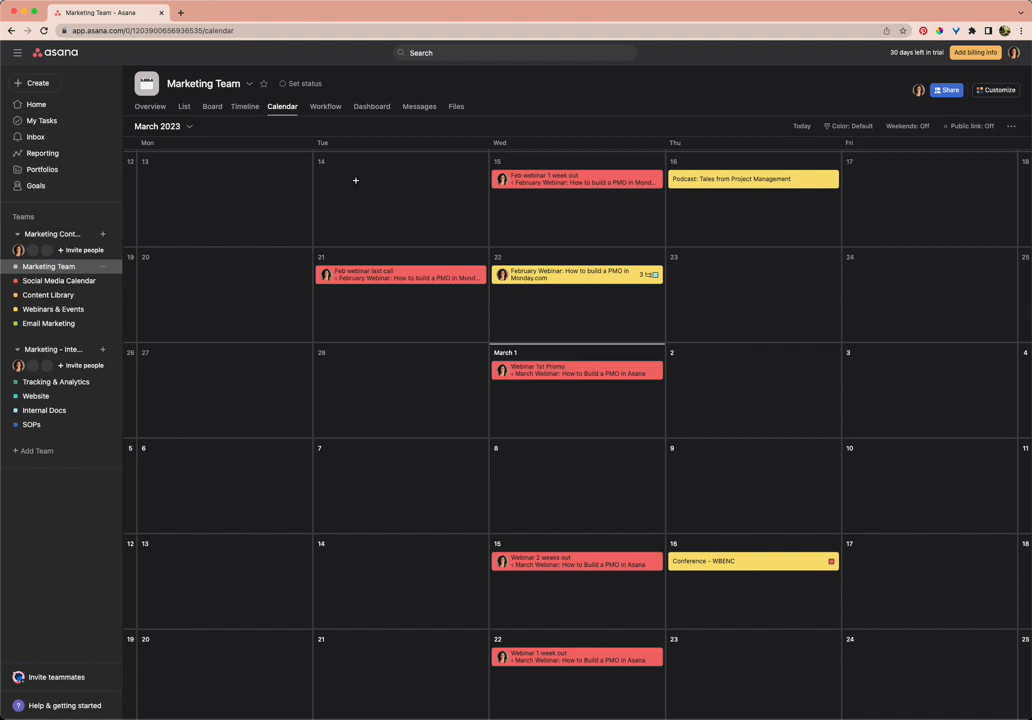 Marketing Team - Asana
app.asana.com/0/1203900656936535/calendar
asana
Search
30 days left in trial
Add billing info
Create
Home
My Tasks
Inbox
Reporting
Portfolios
Goals
Teams
Marketing Cont...
Invite people
Marketing Team
Social Media Calendar
Content Library
Webinars & Events
Email Marketing
Marketing - Inte...
Invite people
Tracking & Analytics
Website
Internal Docs
SOPs
+ Add Team
Invite teammates
? Help & getting started
Marketing Team
Set status
Share
Customize
Overview List Board Timeline Calendar Workflow Dashboard Messages Files
March 2023
Today Color: Default Weekends: Off Public link: Off
Mon Tue Wed Thu Fri
12 13 14 15 16 17 18
Feb webinar 1 week out
‹ February Webinar: How to build a PMO in Mond...
Podcast: Tales from Project Management
19 20 21 22 23 24 25
Feb webinar last call
‹ February Webinar: How to build a PMO in Mond...
February Webinar: How to build a PMO in
Monday.com
3
26 27 28 March 1 2 3 4
Webinar 1st Promo
‹ March Webinar: How to Build a PMO in Asana
5 6 7 8 9 10 11
12 13 14 15 16 17 18
Webinar 2 weeks out
‹ March Webinar: How to Build a PMO in Asana
Conference - WBENC
19 20 21 22 23 24 25
Webinar 1 week out
‹ March Webinar: How to Build a PMO in Asana